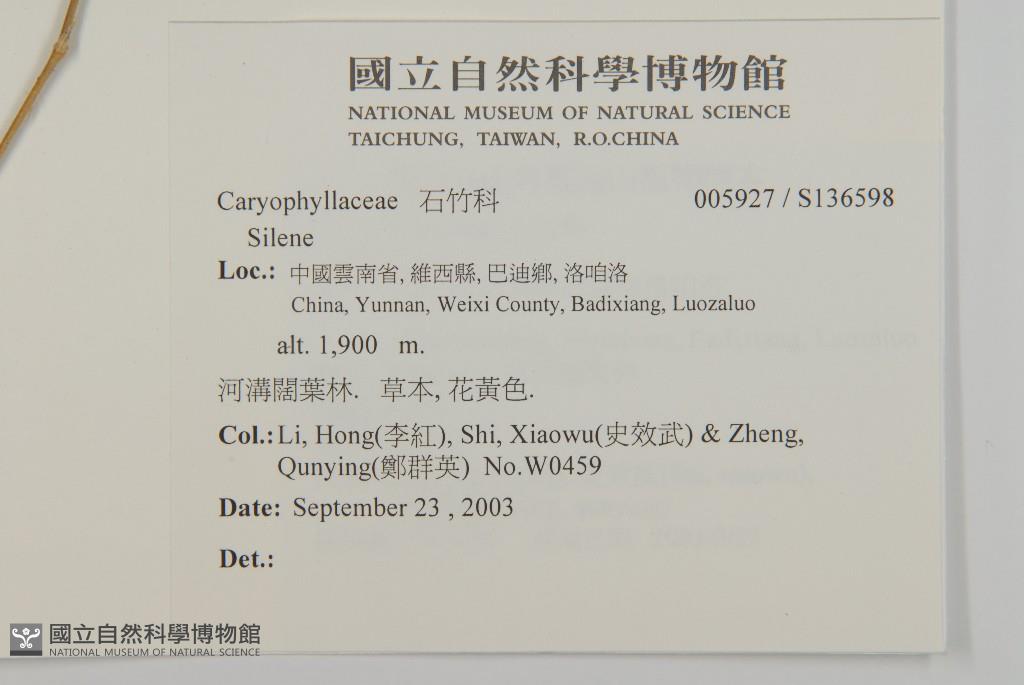 國立自然科學博物館
NATIONAL MUSEUM OF NATURAL SCIENCE
TAICHUNG, TAIWAN, R.O.CHINA
Caryophyllaceae 石竹科 005927 / S136598
Silene
Loc.: 中國雲南省, 維西縣, 巴迪鄉, 洛咱洛
China, Yunnan, Weixi County, Badixiang, Luozaluo
alt. 1,900 m.
河溝闊葉林. 草本, 花黃色.
Col.: Li, Hong(李紅), Shi, Xiaowu(史效武) & Zheng,
Qunying(鄭群英) No.W0459
Date: September 23 , 2003
Det.:
國立自然科學博物館
NATIONAL MUSEUM OF NATURAL SCIENCE